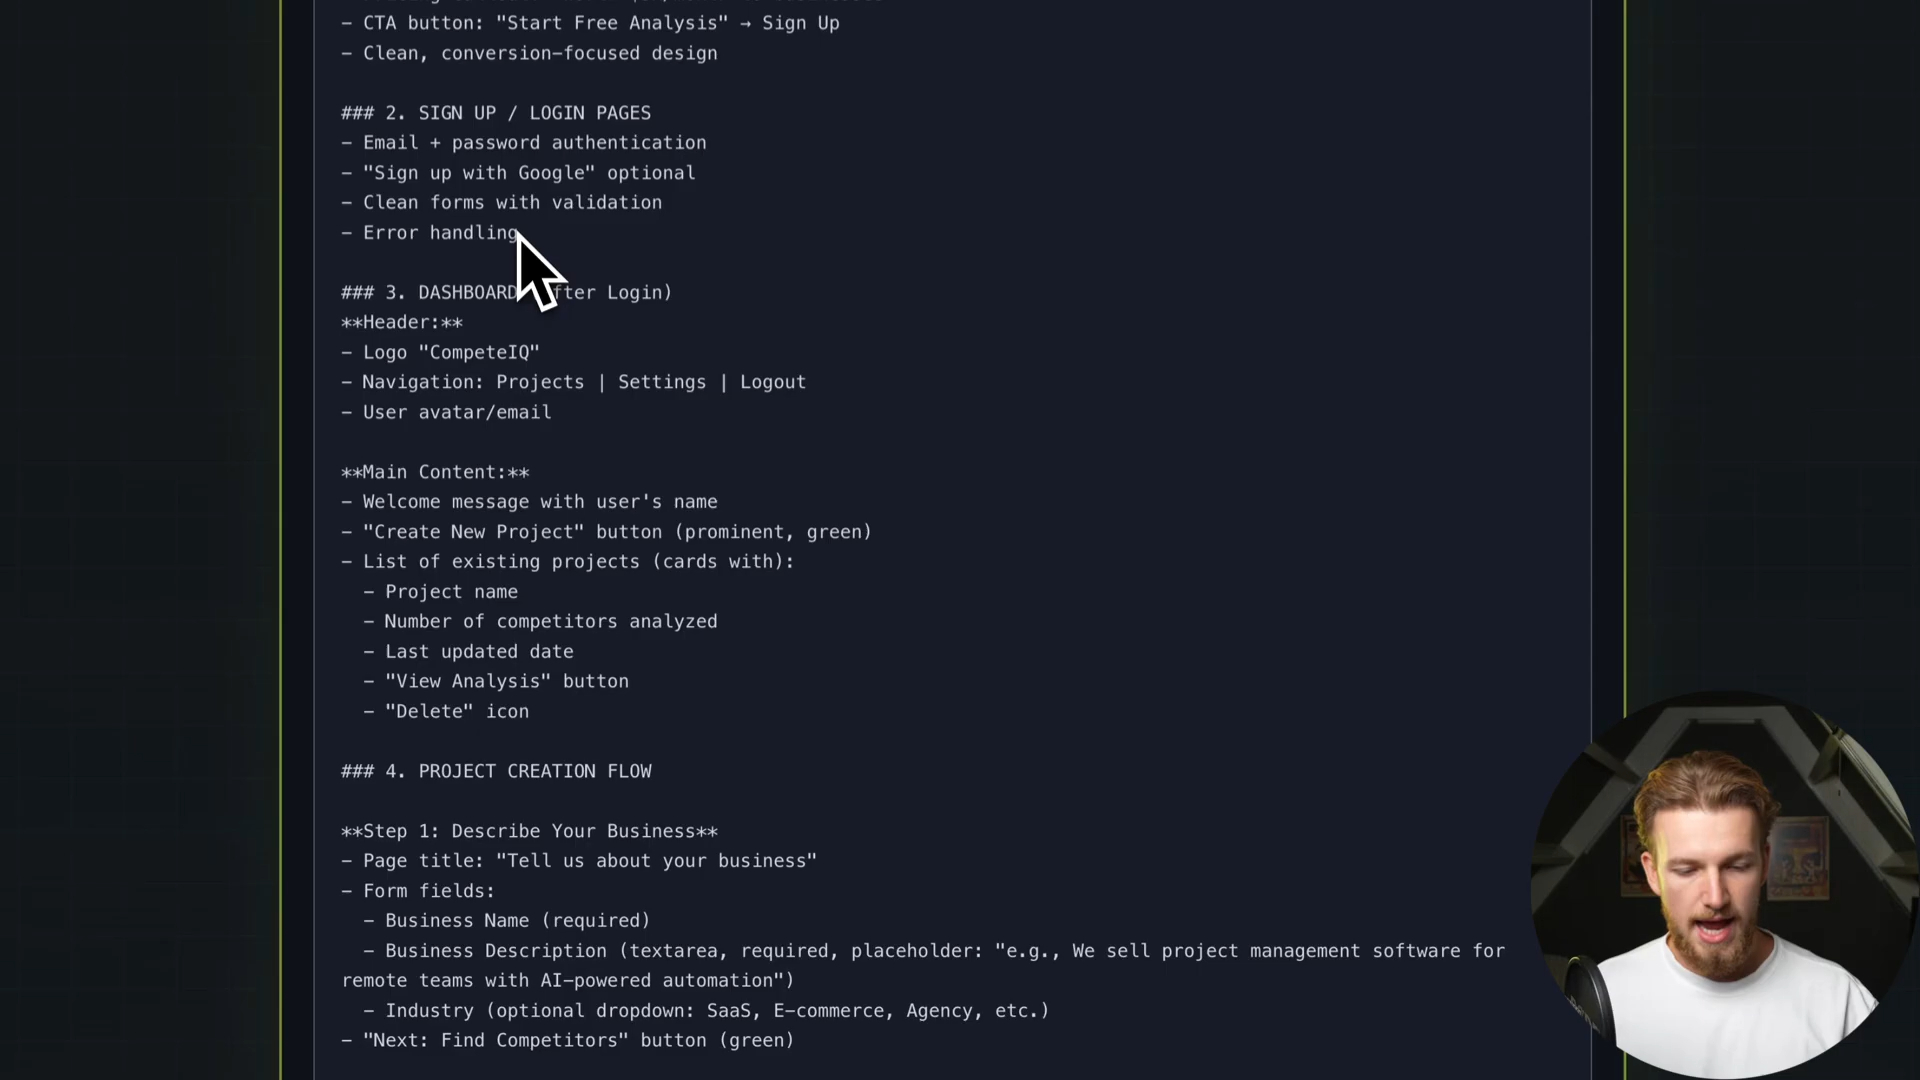 - CTA button: "Start Free Analysis" → Sign Up
- Clean, conversion-focused design
### 2. SIGN UP / LOGIN PAGES
- Email + password authentication
- "Sign up with Google" optional
- Clean forms with validation
- Error handling
### 3. DASHBOARD fter Login)
**Header:**
- Logo "CompeteIQ"
- Navigation: Projects | Settings | Logout
- User avatar/email
**Main Content:**
- Welcome message with user's name
- "Create New Project" button (prominent, green)
- List of existing projects (cards with):
- Project name
- Number of competitors analyzed
- Last updated date
- "View Analysis" button
- "Delete" icon
### 4. PROJECT CREATION FLOW
**Step 1: Describe Your Business**
- Page title: "Tell us about your business"
- Form fields:
- Business Name (required)
- Business Description (textarea, required, placeholder: "e.g., We sell project management software for
remote teams with AI-powered automation")
- Industry (optional dropdown: SaaS, E-commerce, Agency, etc.)
- "Next: Find Competitors" button (green)